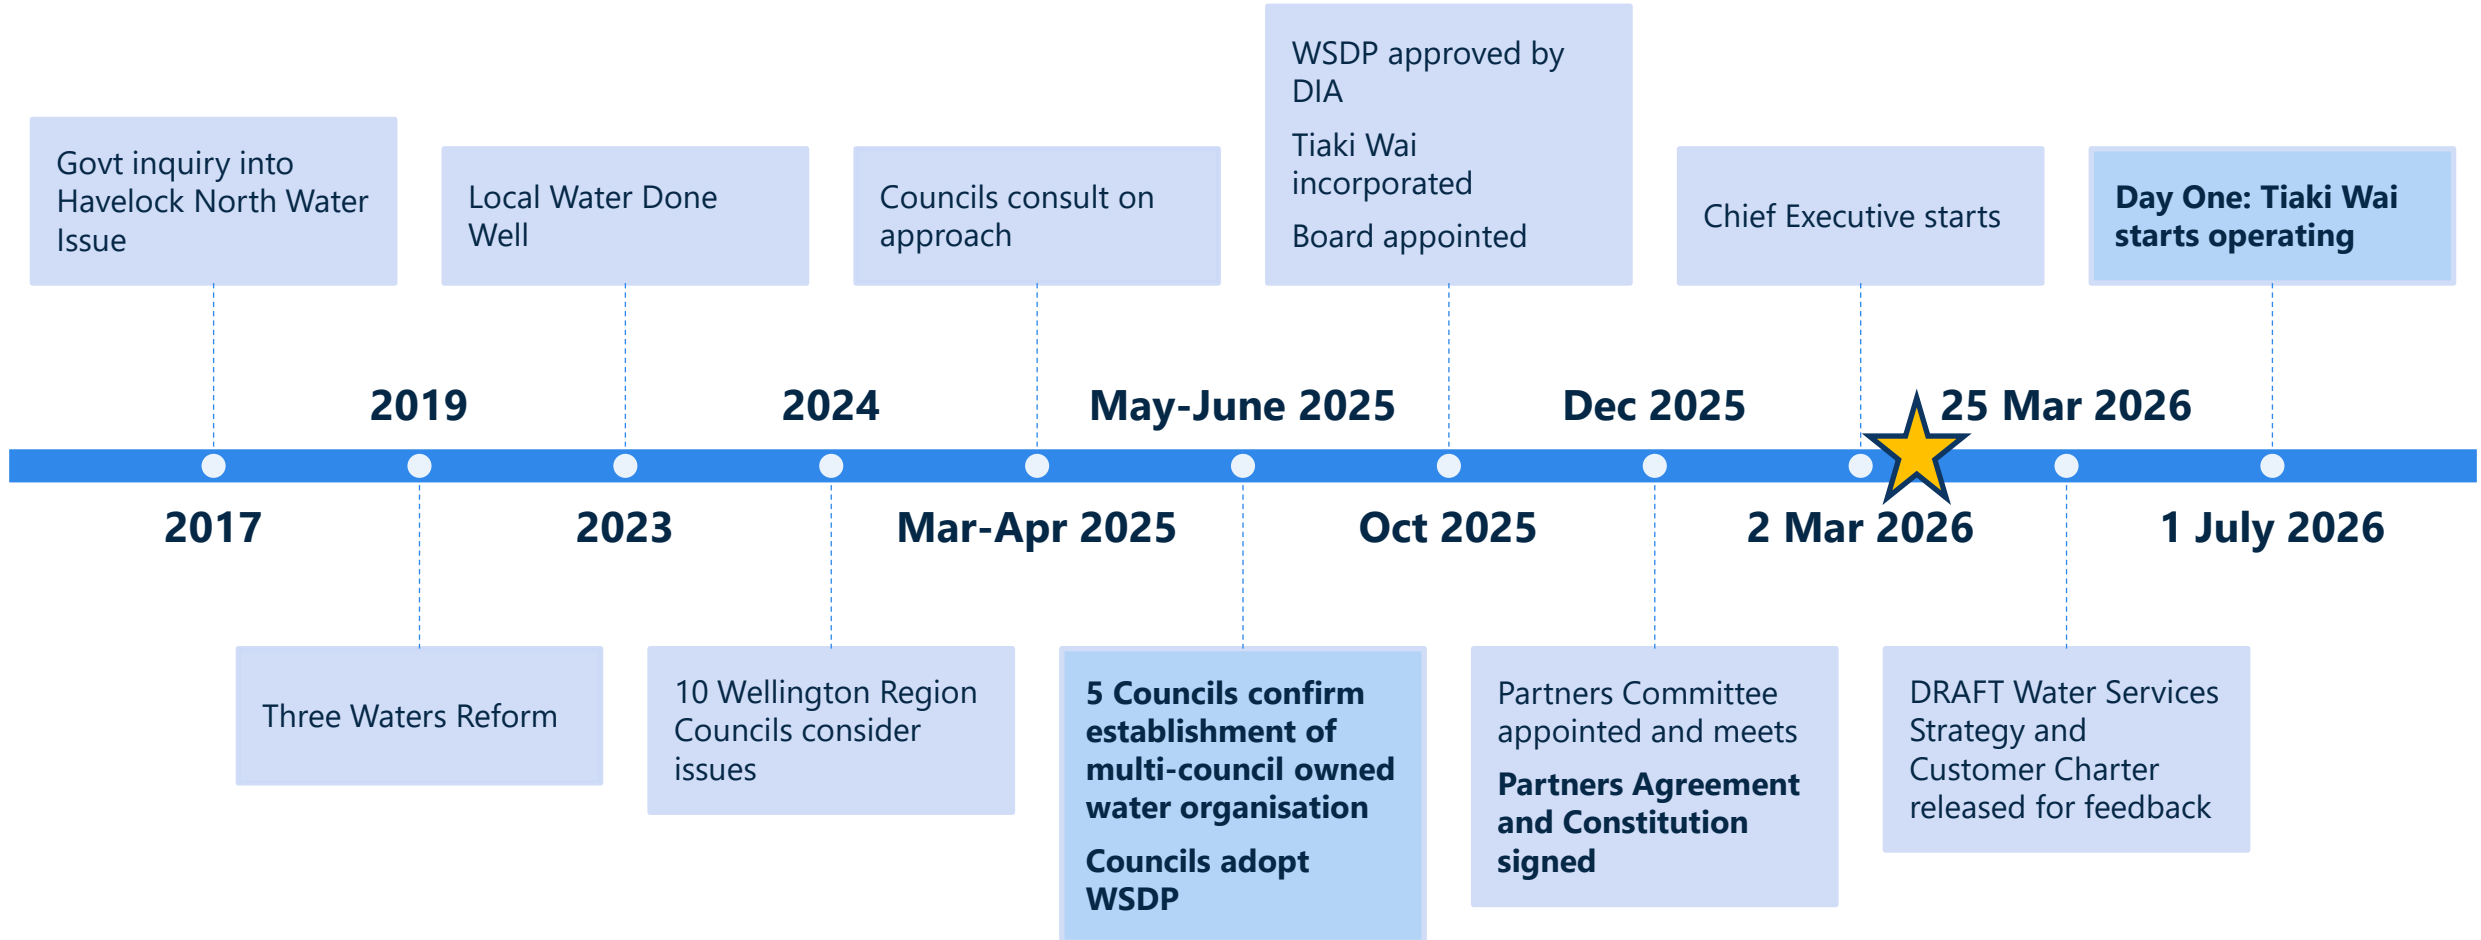 WSDP approved by
DIA
Tiaki Wai
incorporated
Board appointed
Govt inquiry into
Havelock North Water
Issue
Local Water Done
Well
Councils consult on
approach
Chief Executive starts
Day One: Tiaki Wai
starts operating
2019
2024
May-June 2025
Dec 2025
25 Mar 2026
2017
2023
Mar-Apr 2025
Oct 2025
2 Mar 2026
1 July 2026
Three Waters Reform
10 Wellington Region
Councils consider
issues
5 Councils confirm
establishment of
multi-council owned
water organisation
Councils adopt
WSDP
Partners Committee
appointed and meets
Partners Agreement
and Constitution
signed
DRAFT Water Services
Strategy and
Customer Charter
released for feedback